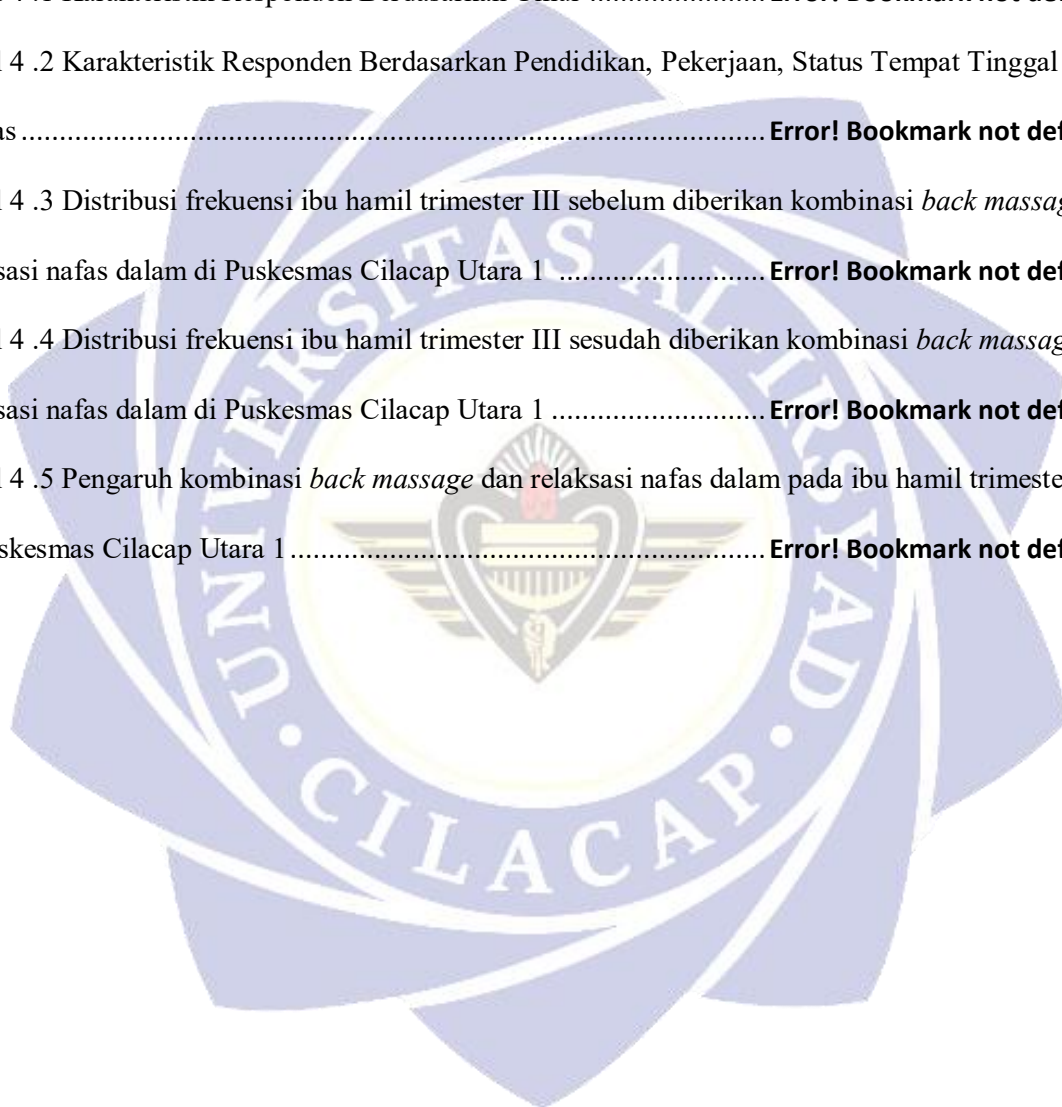 4 .2 Karakteristik Responden Berdasarkan Pendidikan, Pekerjaan, Status Tempat Tinggal
as ........ Error! Bookmark not def
4 .3 Distribusi frekuensi ibu hamil trimester III sebelum diberikan kombinasi back massag
sasi nafas dalam di Puskesmas Cilacap Utara 1 ........ Error! Bookmark not def
4 .4 Distribusi frekuensi ibu hamil trimester III sesudah diberikan kombinasi back massag
sasi nafas dalam di Puskesmas Cilacap Utara 1 ........ Error! Bookmark not def
4 .5 Pengaruh kombinasi back massage dan relaksasi nafas dalam pada ibu hamil trimeste
skesmas Cilacap Utara 1 ........ Error! Bookmark not def
UNIVERSITAS AL-IRSYAD
CILACAP